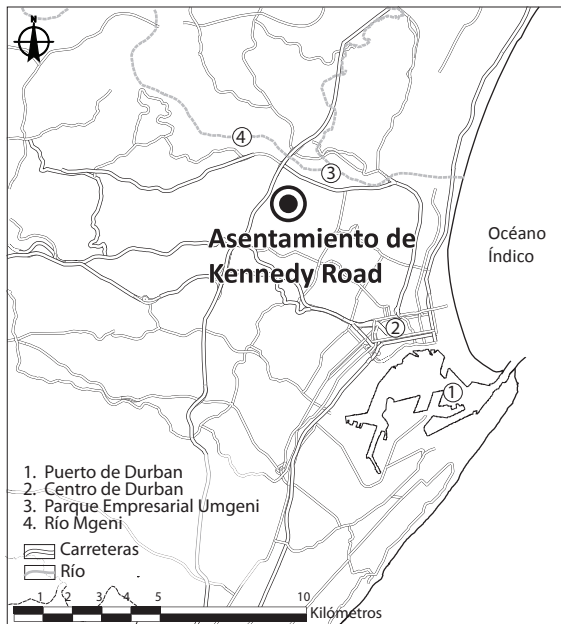 N
4
3
Asentamiento de
Kennedy Road
Océano
Índico
2
1
1. Puerto de Durban
2. Centro de Durban
3. Parque Empresarial Umgeni
4. Río Mgeni
Carreteras
Río
1 2 3 4 5 10
Kilómetros